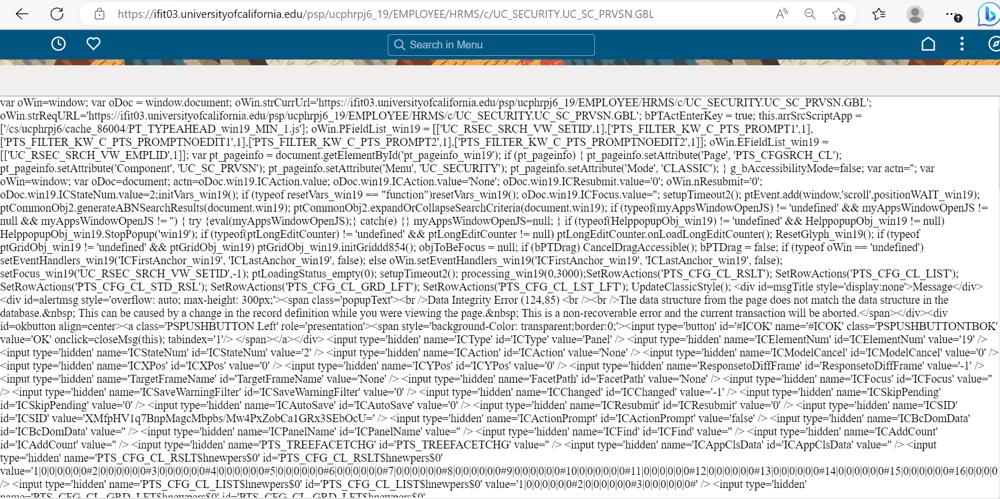 https://ifit03.universityofcalifornia.edu/psp/ucphrpj6_19/EMPLOYEE/HRMS/c/UC_SECURITY.UC_SC_PRVSN.GBL
Search in Menu
var oWin=window; var oDoc = window.document; oWin.strCurrUrl='https://ifit03.universityofcalifornia.edu/psp/ucphrpj6_19/EMPLOYEE/HRMS/c/UC_SECURITY.UC_SC_PRVSN.GBL';
oWin.strReqURL='https://ifit03.universityofcalifornia.edu/psp/ucphrpj6_19/EMPLOYEE/HRMS/c/UC_SECURITY.UC_SC_PRVSN.GBL'; bPTActEnterKey = true; this.arrSrcScriptApp =
['/cs/ucphrpj6/cache_86004/PT_TYPEAHEAD_win19_MIN_1.js']; oWin.PFieldList_win19 = [['UC_RSEC_SRCH_VW_SETID',1],['PTS_FILTER_KW_C_PTS_PROMPT1',1],
['PTS_FILTER_KW_C_PTS_PROMPTNOEDIT1',1],['PTS_FILTER_KW_C_PTS_PROMPT2',1],['PTS_FILTER_KW_C_PTS_PROMPTNOEDIT2',1]]; oWin.EFieldList_win19 =
[['UC_RSEC_SRCH_VW_EMPLID',1]]; var pt_pageinfo = document.getElementById('pt_pageinfo_win19'); if (pt_pageinfo) { pt_pageinfo.setAttribute('Page', 'PTS_CFGSRCH_CL');
pt_pageinfo.setAttribute('Component', 'UC_SC_PRVSN'); pt_pageinfo.setAttribute('Menu', 'UC_SECURITY'); pt_pageinfo.setAttribute('Mode', 'CLASSIC'); } g_bAccessibilityMode=false; var actn=''; var
oWin=window; var oDoc=document; actn=oDoc.win19.ICAction.value; oDoc.win19.ICAction.value='None'; oDoc.win19.ICResubmit.value='0'; oWin.nResubmit='0';
oDoc.win19.ICStateNum.value=2;initVars_win19(); if (typeof resetVars_win19 == "function")resetVars_win19(); oDoc.win19.ICFocus.value=''; setupTimeout2(); ptEvent.add(window,'scroll',positionWAIT_win19);
ptCommonObj2.generateABNSearchResults(document.win19); ptCommonObj2.expandOrCollapseSearchCriteria(document.win19); if (typeof(myAppsWindowOpenJS) != 'undefined' && myAppsWindowOpenJS !=
null && myAppsWindowOpenJS != '') { try {eval(myAppsWindowOpenJS);} catch(e) {} myAppsWindowOpenJS=null; } if (typeof(HelppopupObj_win19) != 'undefined' && HelppopupObj_win19 != null)
HelppopupObj_win19.StopPopup('win19'); if (typeof(ptLongEditCounter) != 'undefined' && ptLongEditCounter != null) ptLongEditCounter.onLoadLongEditCounter(); ResetGlyph_win19(); if (typeof
ptGridObj_win19 != 'undefined' && ptGridObj_win19) ptGridObj_win19.initGriddd854(); objToBeFocus = null; if (bPTDrag) CancelDragAccessible(); bPTDrag = false; if (typeof oWin == 'undefined')
setEventHandlers_win19('ICFirstAnchor_win19', 'ICLastAnchor_win19', false); else oWin.setEventHandlers_win19('ICFirstAnchor_win19', 'ICLastAnchor_win19', false);
setFocus_win19('UC_RSEC_SRCH_VW_SETID',-1); ptLoadingStatus_empty(0); setupTimeout2(); processing_win19(0,3000);SetRowActions('PTS_CFG_CL_RSLT'); SetRowActions('PTS_CFG_CL_LIST');
SetRowActions('PTS_CFG_CL_STD_RSL'); SetRowActions('PTS_CFG_CL_GRD_LFT'); SetRowActions('PTS_CFG_CL_LST_LFT'); UpdateClassicStyle(); <div id=msgTitle style='display:none'>Message</div>
<div id=alertmsg style='overflow: auto; max-height: 300px;'><span class='popupText'><br />Data Integrity Error (124,85) <br /><br />The data structure from the page does not match the data structure in the
database.&nbsp; This can be caused by a change in the record definition while you were viewing the page.&nbsp; This is a non-recoverable error and the current transaction will be aborted.</span></div><div
id=okbutton align=center><a class='PSPUSHBUTTON Left' role='presentation'><span style='background-Color: transparent;border:0;'><input type='button' id='#ICOK' name='#ICOK' class='PSPUSHBUTTONTBOK'
value='OK' onclick=closeMsg(this); tabindex='1'/> </span></a></div> <input type='hidden' name='ICType' id='ICType' value='Panel' /> <input type='hidden' name='ICElementNum' id='ICElementNum' value='19' />
<input type='hidden' name='ICStateNum' id='ICStateNum' value='2' /> <input type='hidden' name='ICAction' id='ICAction' value='None' /> <input type='hidden' name='ICModelCancel' id='ICModelCancel' value='0' />
<input type='hidden' name='ICXPos' id='ICXPos' value='0' /> <input type='hidden' name='ICYPos' id='ICYPos' value='0' /> <input type='hidden' name='ResponsetoDiffFrame' id='ResponsetoDiffFrame' value='-1' />
<input type='hidden' name='TargetFrameName' id='TargetFrameName' value='None' /> <input type='hidden' name='FacetPath' id='FacetPath' value='None' /> <input type='hidden' name='ICFocus' id='ICFocus' value=''
/> <input type='hidden' name='ICSaveWarningFilter' id='ICSaveWarningFilter' value='0' /> <input type='hidden' name='ICChanged' id='ICChanged' value='-1' /> <input type='hidden' name='ICSkipPending'
id='ICSkipPending' value='0' /> <input type='hidden' name='ICAutoSave' id='ICAutoSave' value='0' /> <input type='hidden' name='ICResubmit' id='ICResubmit' value='0' /> <input type='hidden' name='ICSID'
id='ICSID' value='XMfpHV1q7BnpMagcMbpbs/Mw4PxZobCa1GRx3SEbOcU=' /> <input type='hidden' name='ICActionPrompt' id='ICActionPrompt' value='false' /> <input type='hidden' name='ICBcDomData'
id='ICBcDomData' value='' /> <input type='hidden' name='ICPanelName' id='ICPanelName' value='' /> <input type='hidden' name='ICFind' id='ICFind' value='' /> <input type='hidden' name='ICAddCount'
id='ICAddCount' value='' /> <input type='hidden' name='PTS_TREEFACETCHG' id='PTS_TREEFACETCHG' value='' /> <input type='hidden' name='ICAppClsData' id='ICAppClsData' value='' /> <input
type='hidden' name='PTS_CFG_CL_RSLT$hnewpers$0' id='PTS_CFG_CL_RSLT$hnewpers$0'
value='1|0|0|0|0|0#2|0|0|0|0|0#3|0|0|0|0|0#4|0|0|0|0|0#5|0|0|0|0|0#6|0|0|0|0|0#7|0|0|0|0|0#8|0|0|0|0|0#9|0|0|0|0|0#10|0|0|0|0|0#11|0|0|0|0|0#12|0|0|0|0|0#13|0|0|0|0|0#14|0|0|0|0|0#15|0|0|0|0|0#16|0|0|0|0
/> <input type='hidden' name='PTS_CFG_CL_LIST$hnewpers$0' id='PTS_CFG_CL_LIST$hnewpers$0' value='1|0|0|0|0|0#2|0|0|0|0|0#3|0|0|0|0|0#' /> <input type='hidden'
name='PTS_CFG_CL_GRD_LFT$hnewpers$0' id='PTS_CFG_CL_GRD_LFT$hnewpers$0'